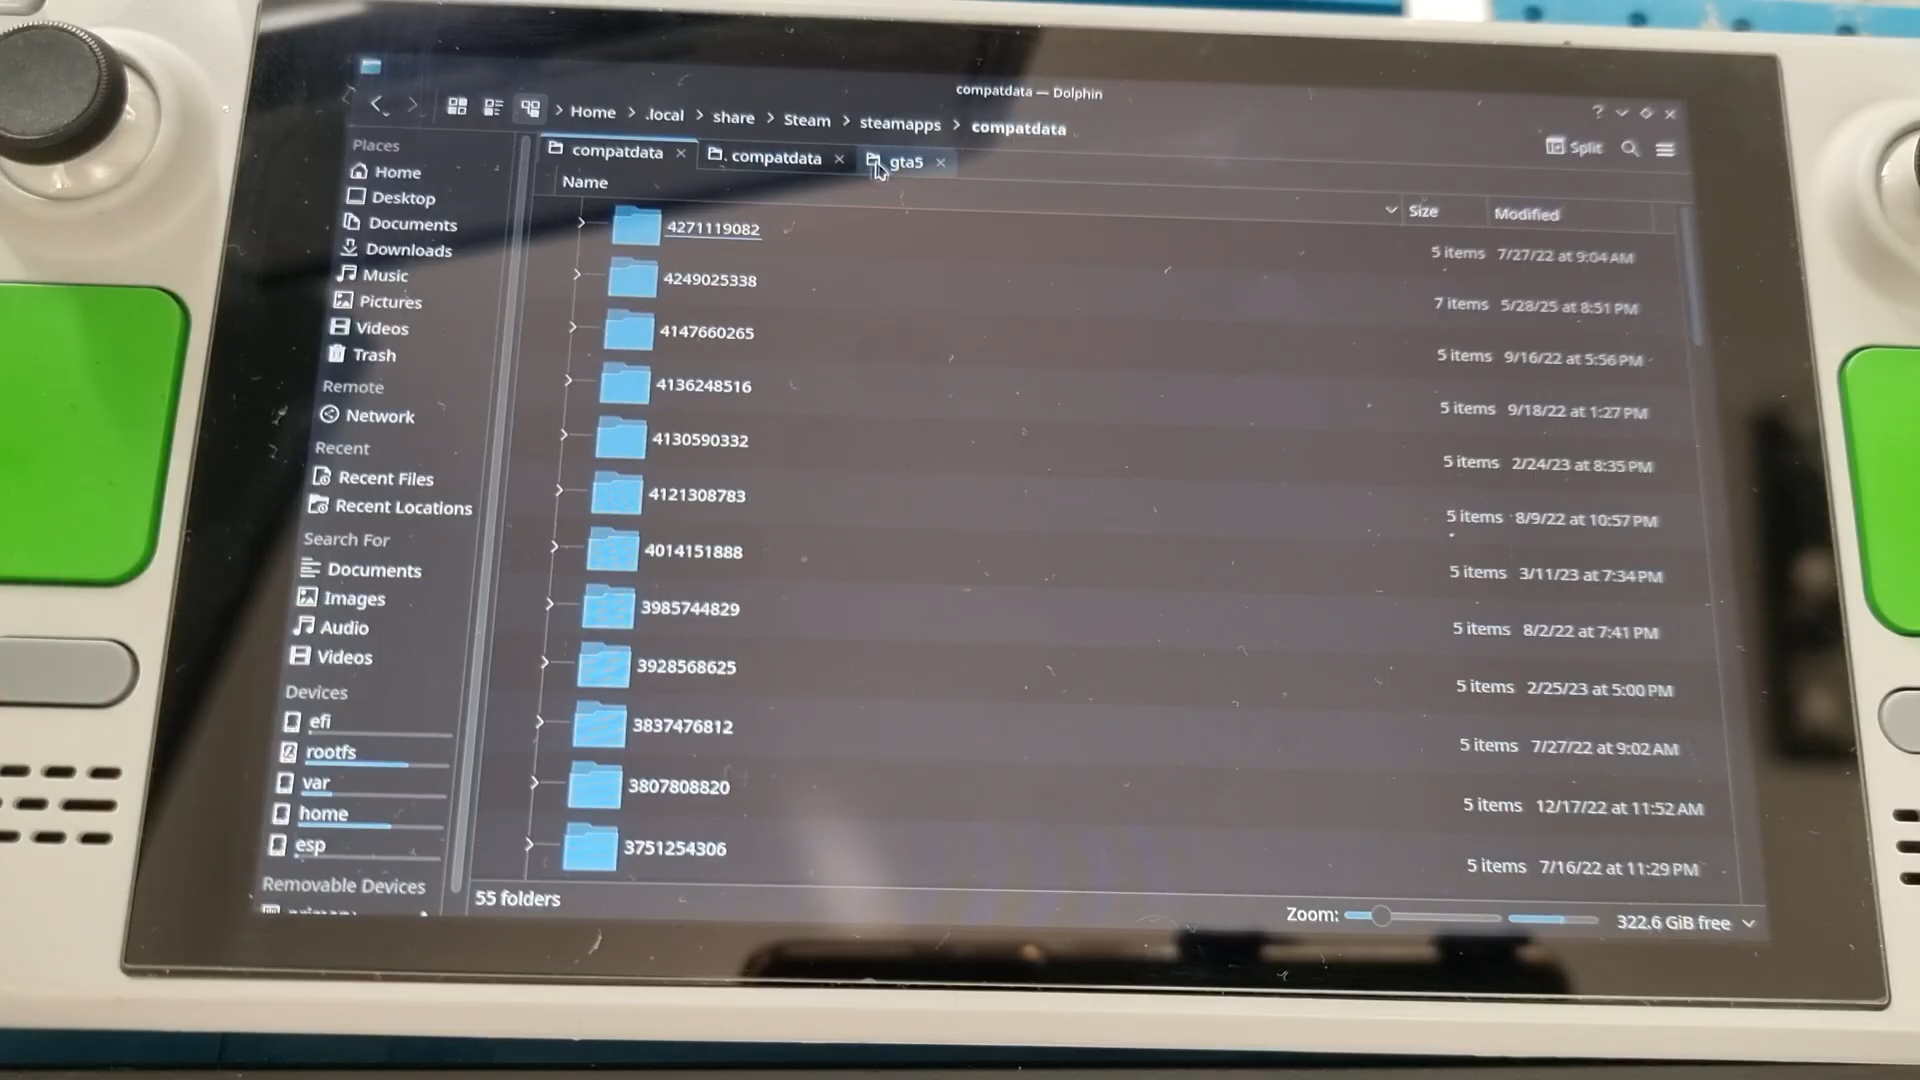 compatdata — Dolphin
Home > .local > share > Steam > steamapps > compatdata
Split
compatdata
compatdata
gta5
Name
Size
Modified
Places
Home
Desktop
Documents
Downloads
Music
Pictures
Videos
Trash
Remote
Network
Recent
Recent Files
Recent Locations
Search For
Documents
Images
Audio
Videos
Devices
efi
rootfs
var
home
esp
Removable Devices
4271119082 5 items 7/27/22 at 9:04 AM
4249025338 7 items 5/28/25 at 8:51 PM
4147660265 5 items 9/16/22 at 5:56 PM
4136248516 5 items 9/18/22 at 1:27 PM
4130590332 5 items 2/24/23 at 8:35 PM
4121308783 5 items 8/9/22 at 10:57 PM
4014151888 5 items 3/11/23 at 7:34 PM
3985744829 5 items 8/2/22 at 7:41 PM
3928568625 5 items 2/25/23 at 5:00 PM
3837476812 5 items 7/27/22 at 9:02 AM
3807808820 5 items 12/17/22 at 11:52 AM
3751254306 5 items 7/16/22 at 11:29 PM
55 folders
Zoom:
322.6 GiB free